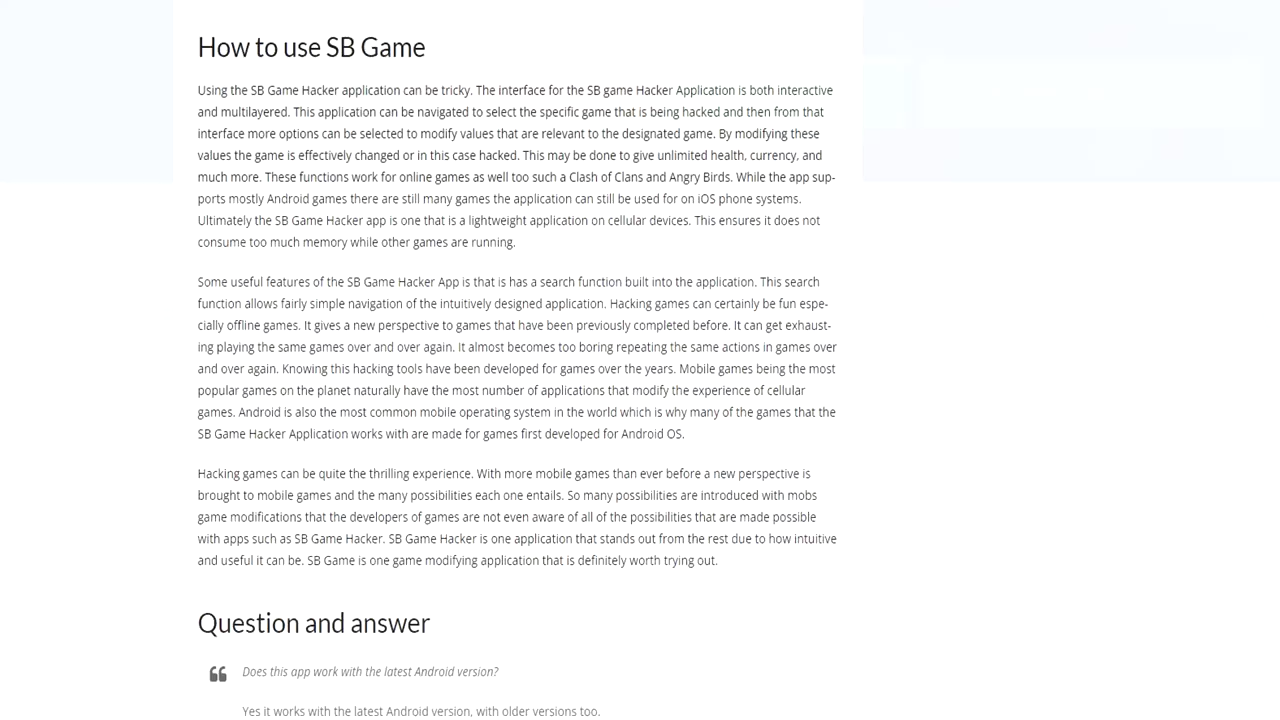 How to use SB Game
Using the SB Game Hacker application can be tricky. The interface for the SB game Hacker Application is both interactive
and multilayered. This application can be navigated to select the specific game that is being hacked and then from that
interface more options can be selected to modify values that are relevant to the designated game. By modifying these
values the game is effectively changed or in this case hacked. This may be done to give unlimited health, currency, and
much more. These functions work for online games as well too such a Clash of Clans and Angry Birds. While the app sup-
ports mostly Android games there are still many games the application can still be used for on iOS phone systems.
Ultimately the SB Game Hacker app is one that is a lightweight application on cellular devices. This ensures it does not
consume too much memory while other games are running.
Some useful features of the SB Game Hacker App is that is has a search function built into the application. This search
function allows fairly simple navigation of the intuitively designed application. Hacking games can certainly be fun espe-
cially offline games. It gives a new perspective to games that have been previously completed before. It can get exhaust-
ing playing the same games over and over again. It almost becomes too boring repeating the same actions in games over
and over again. Knowing this hacking tools have been developed for games over the years. Mobile games being the most
popular games on the planet naturally have the most number of applications that modify the experience of cellular
games. Android is also the most common mobile operating system in the world which is why many of the games that the
SB Game Hacker Application works with are made for games first developed for Android OS.
Hacking games can be quite the thrilling experience. With more mobile games than ever before a new perspective is
brought to mobile games and the many possibilities each one entails. So many possibilities are introduced with mobs
game modifications that the developers of games are not even aware of all of the possibilities that are made possible
with apps such as SB Game Hacker. SB Game Hacker is one application that stands out from the rest due to how intuitive
and useful it can be. SB Game is one game modifying application that is definitely worth trying out.
Question and answer
Does this app work with the latest Android version?
Yes it works with the latest Android version, with older versions too.